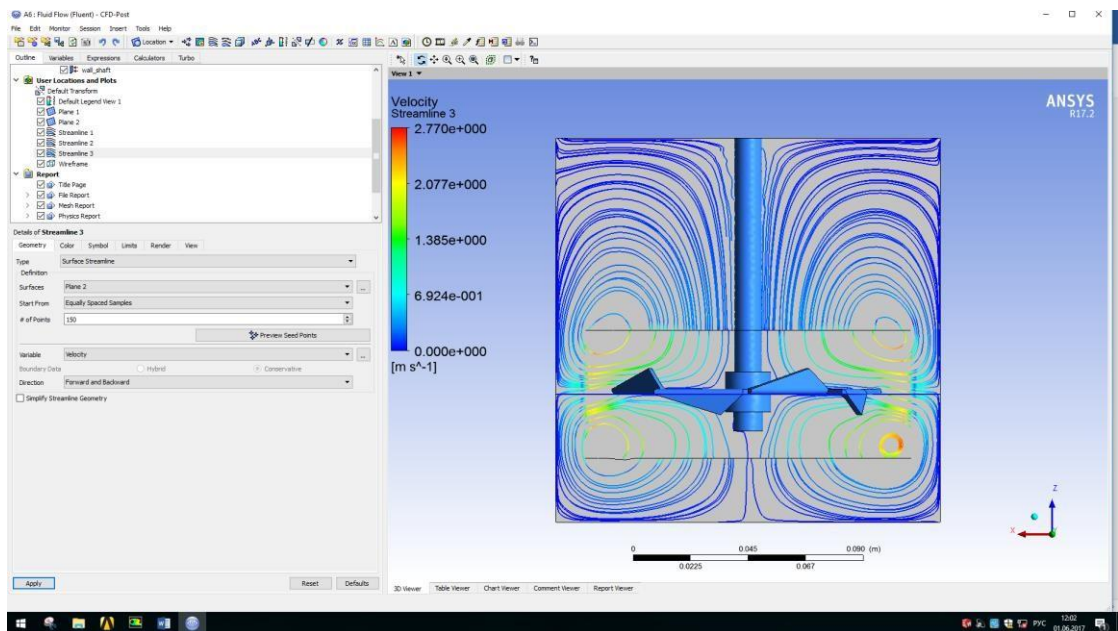 A6 : Fluid Flow (Fluent) - CFD-Post
File Edit Monitor Session Insert Tools Help
Location
Outline Variables Expressions Calculators Turbo
wall_shaft
User Locations and Plots
Default Transform
Default Legend View 1
Plane 1
Plane 2
Streamline 1
Streamline 2
Streamline 3
Wireframe
Report
Title Page
File Report
Mesh Report
Physics Report
Details of Streamline 3
Geometry Color Symbol Limits Render View
Type Surface Streamline
Definition
Surfaces Plane 2 ...
Start From Equally Spaced Samples
# of Points 150
Preview Seed Points
Variable Velocity ...
Boundary Data Hybrid Conservative
Direction Forward and Backward
Simplify Streamline Geometry
Apply Reset Defaults
View 1
Velocity
Streamline 3
2.770e+000
2.077e+000
1.385e+000
6.924e-001
0.000e+000
[m s^-1]
ANSYS
R17.2
Z
X
0 0.045 0.090 (m)
0.0225 0.067
3D Viewer Table Viewer Chart Viewer Comment Viewer Report Viewer
РУС
12:02
01.06.2017